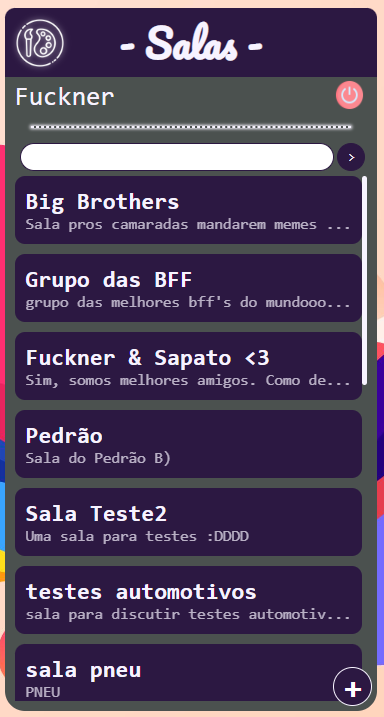 - Salas -
Fuckner
>
Big Brothers
Sala pros camaradas mandarem memes ...
Grupo das BFF
grupo das melhores bff's do mundooo...
Fuckner & Sapato <3
Sim, somos melhores amigos. Como de...
Pedrão
Sala do Pedrão B)
Sala Teste2
Uma sala para testes :DDDD
testes automotivos
sala para discutir testes automotiv...
sala pneu
PNEU
+